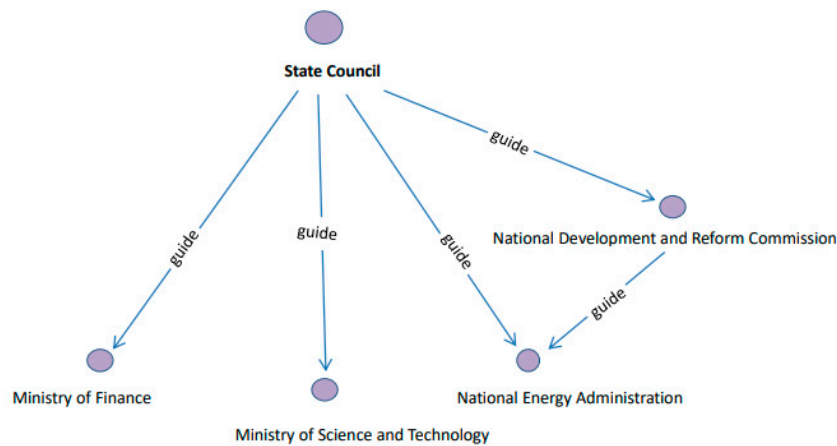 State Council
guide
National Development and Reform Commission
guide
guide
guide
guide
Ministry of Finance
National Energy Administration
Ministry of Science and Technology